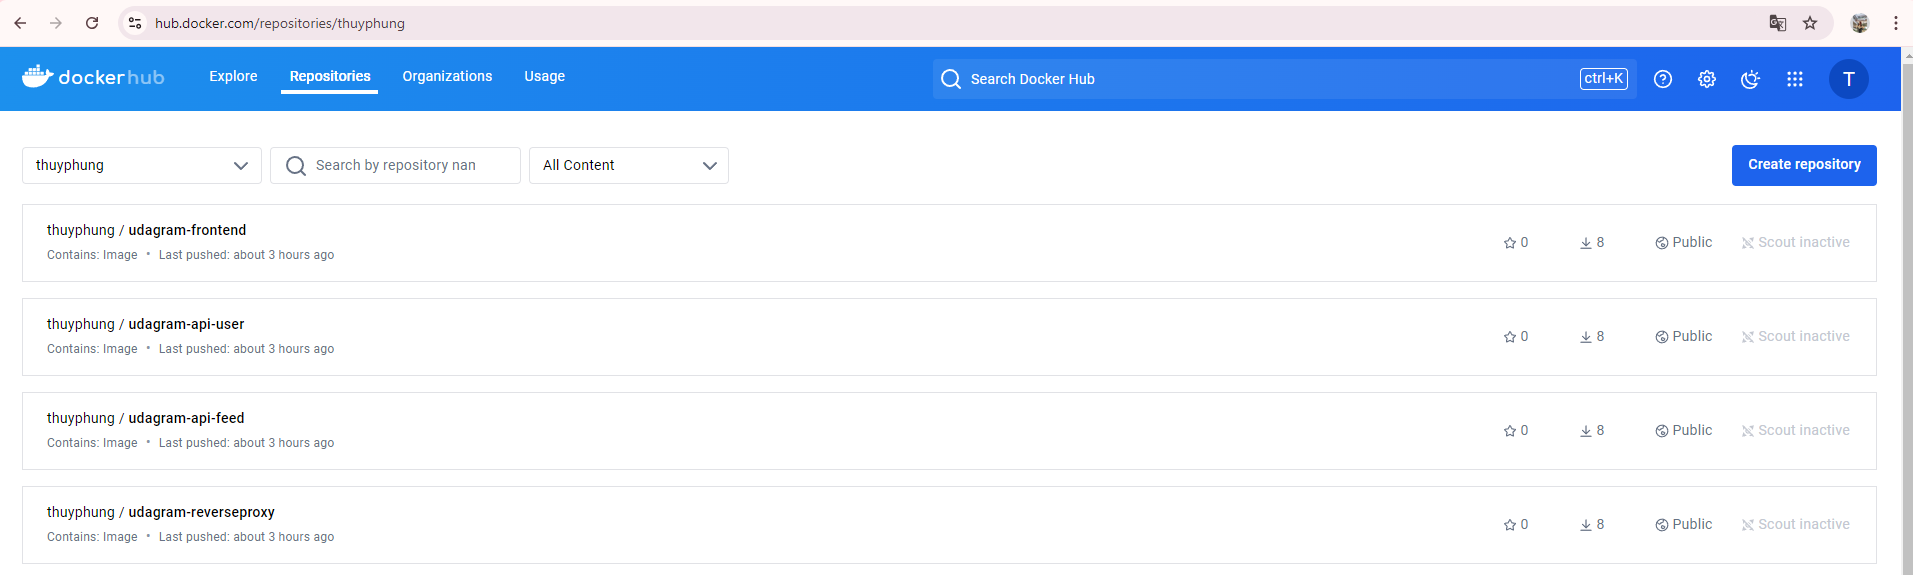 hub.docker.com/repositories/thuyphung
dockerhub Explore Repositories Organizations Usage Search Docker Hub ctrl+K T
thuyphung Search by repository nan All Content Create repository
thuyphung / udagram-frontend
Contains: Image • Last pushed: about 3 hours ago
0 8 Public Scout inactive
thuyphung / udagram-api-user
Contains: Image • Last pushed: about 3 hours ago
0 8 Public Scout inactive
thuyphung / udagram-api-feed
Contains: Image • Last pushed: about 3 hours ago
0 8 Public Scout inactive
thuyphung / udagram-reverseproxy
Contains: Image • Last pushed: about 3 hours ago
0 8 Public Scout inactive